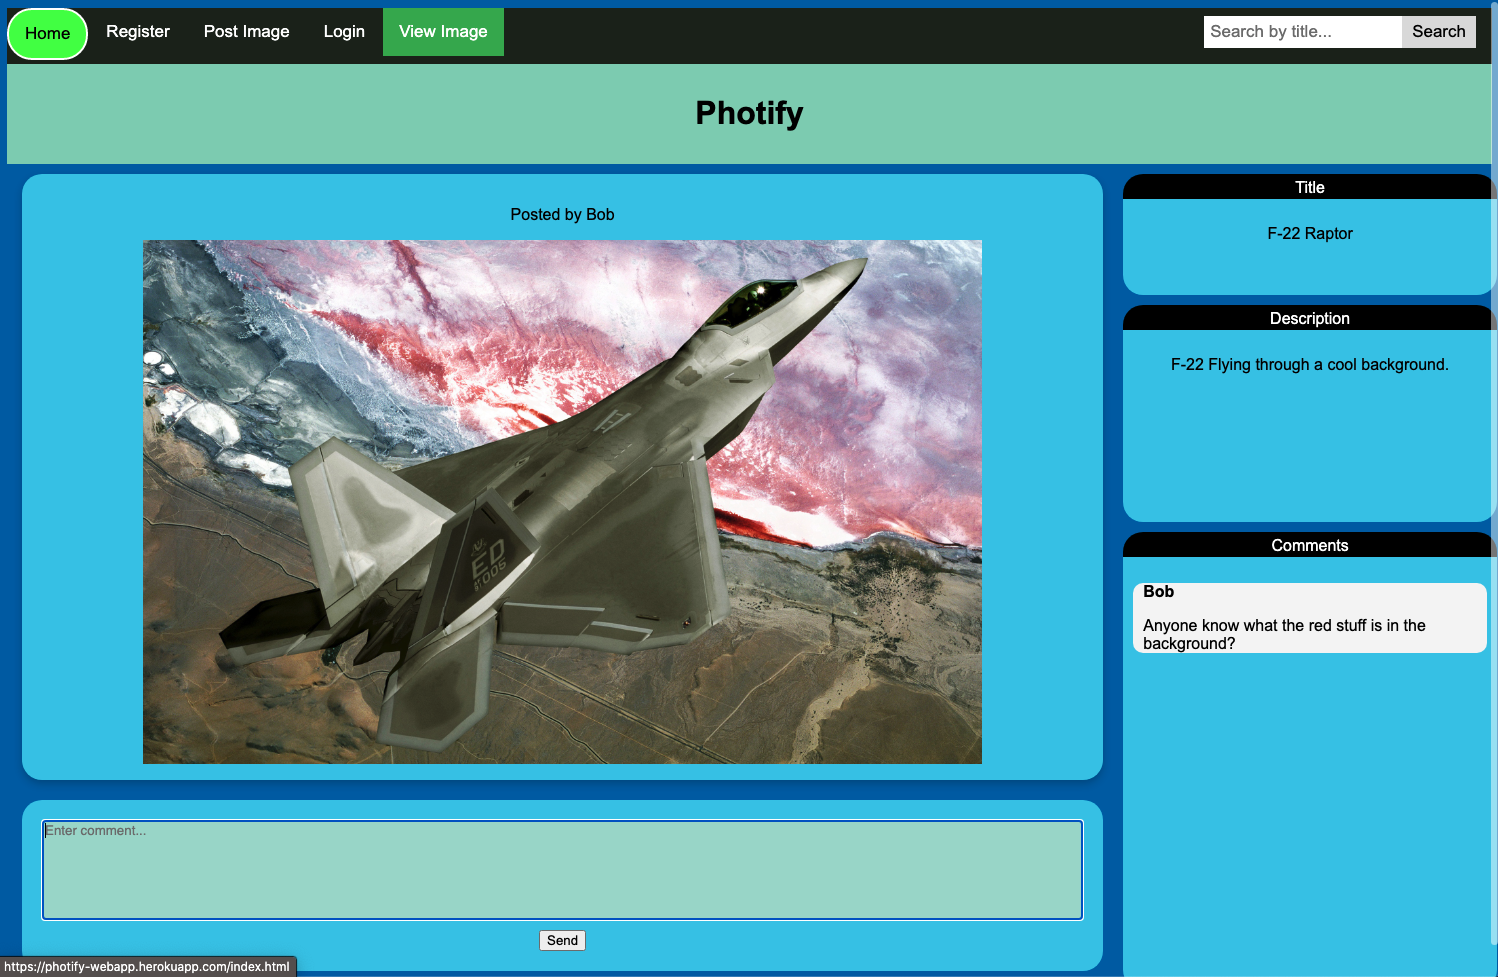 Home Register Post Image Login View Image Search by title... Search
Photify
Posted by Bob
ED
005
Enter comment...
Send
Title
F-22 Raptor
Description
F-22 Flying through a cool background.
Comments
Bob
Anyone know what the red stuff is in the
background?
https://photify-webapp.herokuapp.com/index.html